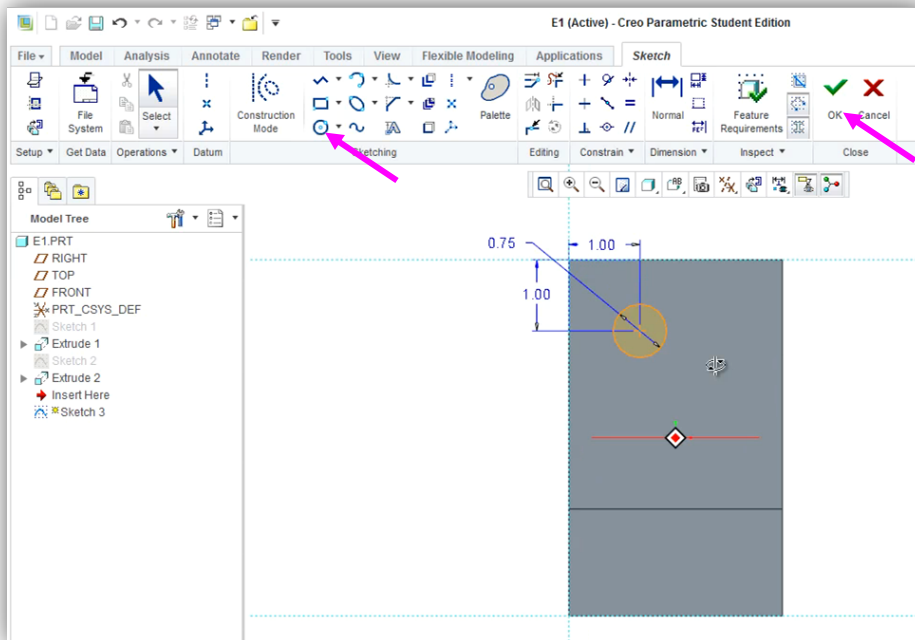 E1 (Active) - Creo Parametric Student Edition
File Model Analysis Annotate Render Tools View Flexible Modeling Applications Sketch
File System
Select
Construction Mode
Palette
Normal
Feature Requirements
OK Cancel
Setup Get Data Operations Datum Sketching Editing Constrain Dimension Inspect Close
Model Tree
E1.PRT
RIGHT
TOP
FRONT
PRT_CSYS_DEF
Sketch 1
Extrude 1
Sketch 2
Extrude 2
Insert Here
Sketch 3
0.75 1.00
1.00